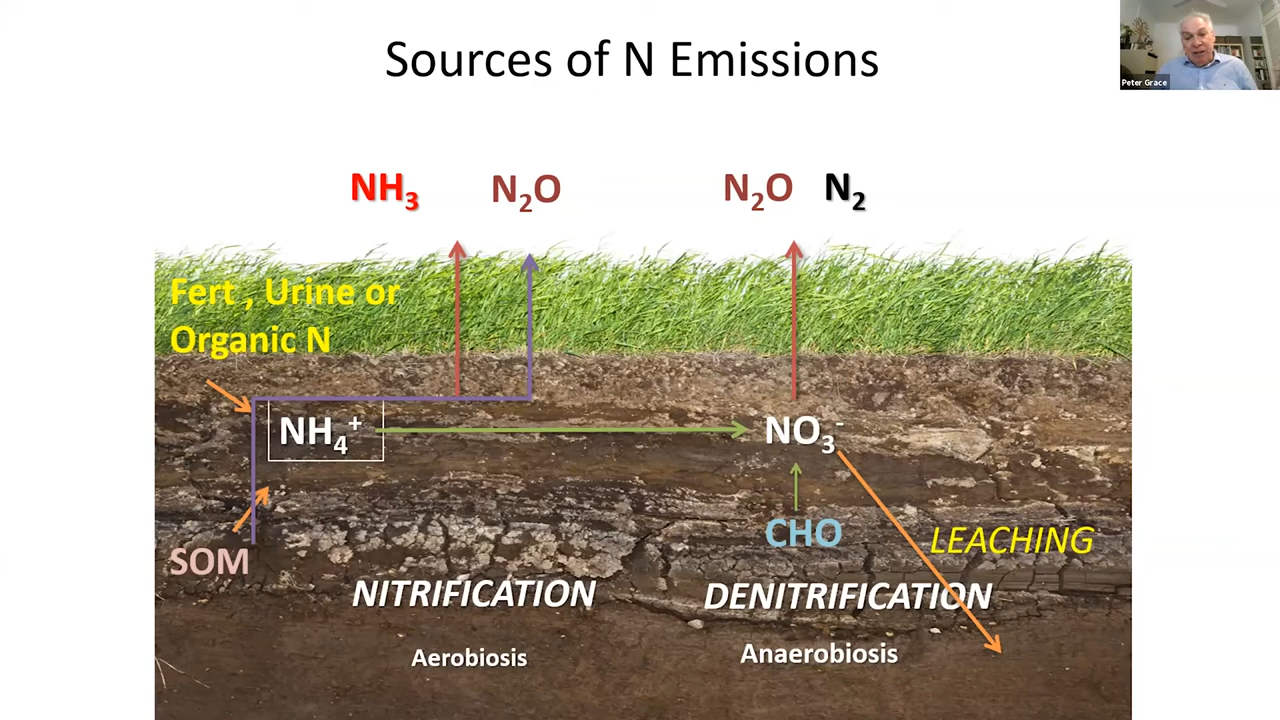 Sources of N Emissions
Peter Grace
NH₃ N₂O N₂O N₂
Fert , Urine or
Organic N
NH₄⁺ NO₃⁻
CHO
LEACHING
SOM
NITRIFICATION DENITRIFICATION
Aerobiosis Anaerobiosis